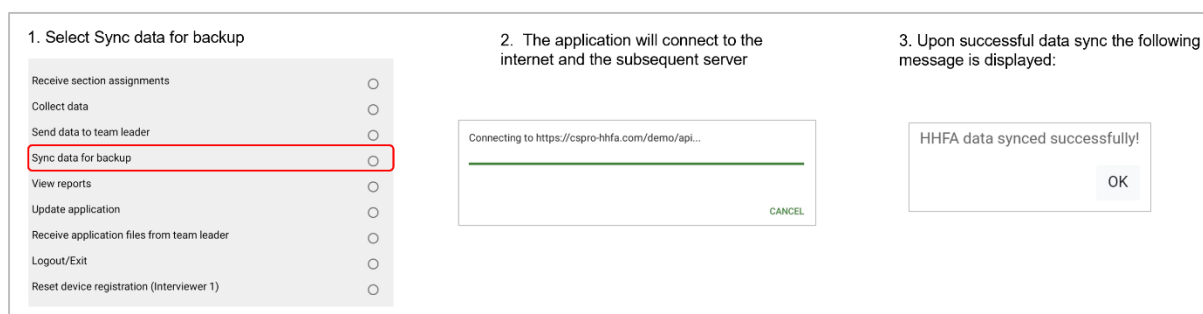 1. Select Sync data for backup
Receive section assignments
Collect data
Send data to team leader
Sync data for backup
View reports
Update application
Receive application files from team leader
Logout/Exit
Reset device registration (Interviewer 1)
2. The application will connect to the
internet and the subsequent server
Connecting to https://cspro-hhfa.com/demo/api...
CANCEL
3. Upon successful data sync the following
message is displayed:
HHFA data synced successfully!
OK